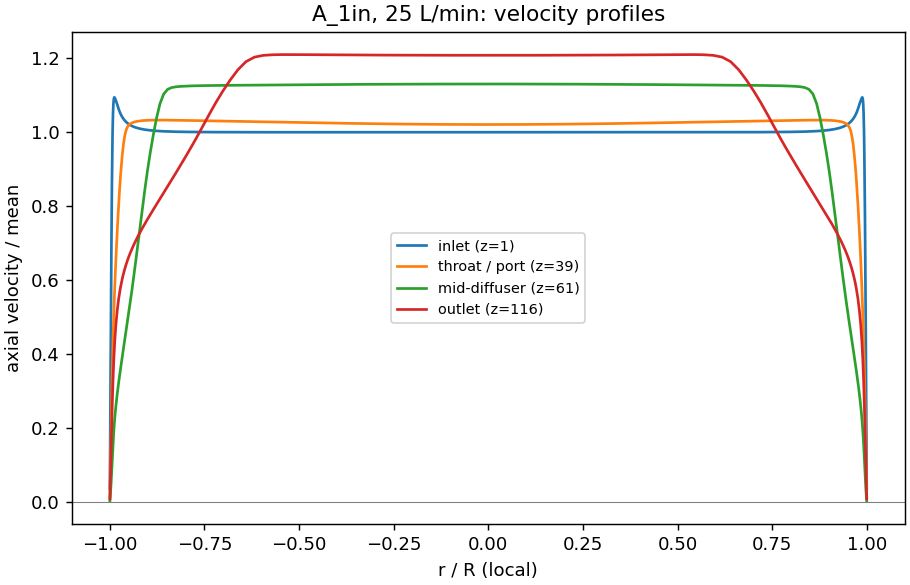 A_1in, 25 L/min: velocity profiles
axial velocity / mean
1.2
1.0
0.8
0.6
0.4
0.2
0.0
inlet (z=1)
throat / port (z=39)
mid-diffuser (z=61)
outlet (z=116)
−1.00 −0.75 −0.50 −0.25 0.00 0.25 0.50 0.75 1.00
r / R (local)